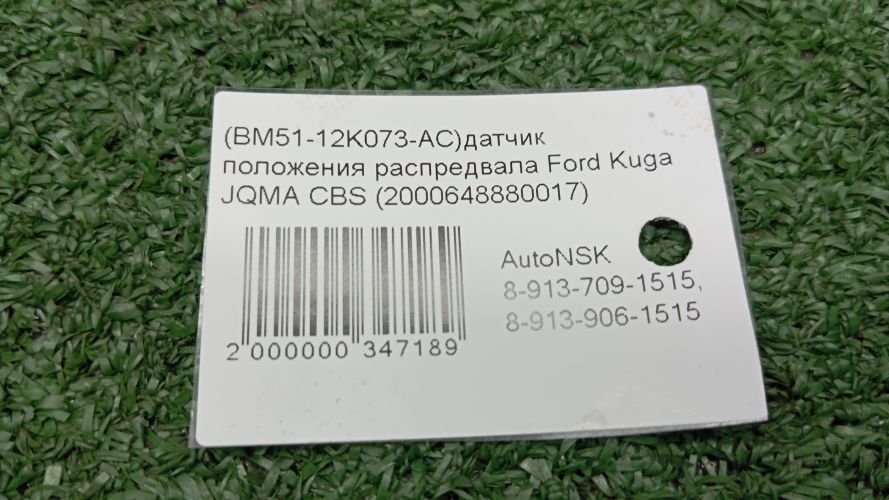 (BM51-12K073-AC)датчик
положения распредвала Ford Kuga
JQMA CBS (2000648880017)
AutoNSK
8-913-709-1515,
8-913-906-1515
2 000000 347189